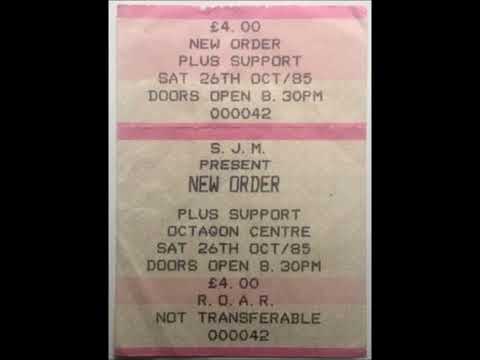 £4.00
NEW ORDER
PLUS SUPPORT
SAT 26TH OCT/85
DOORS OPEN 8.30PM
000042
S.J.M.
PRESENT
NEW ORDER
PLUS SUPPORT
OCTAQON CENTRE
SAT 26TH OCT/85
DOORS OPEN 8.30PM
£4.00
R.O.A.R.
NOT TRANSFERABLE
000042